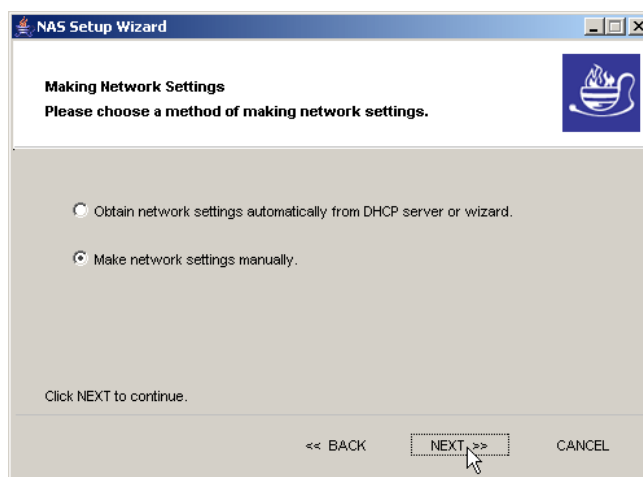 NAS Setup Wizard
Making Network Settings
Please choose a method of making network settings.
Obtain network settings automatically from DHCP server or wizard.
Make network settings manually.
Click NEXT to continue.
<< BACK NEXT >> CANCEL